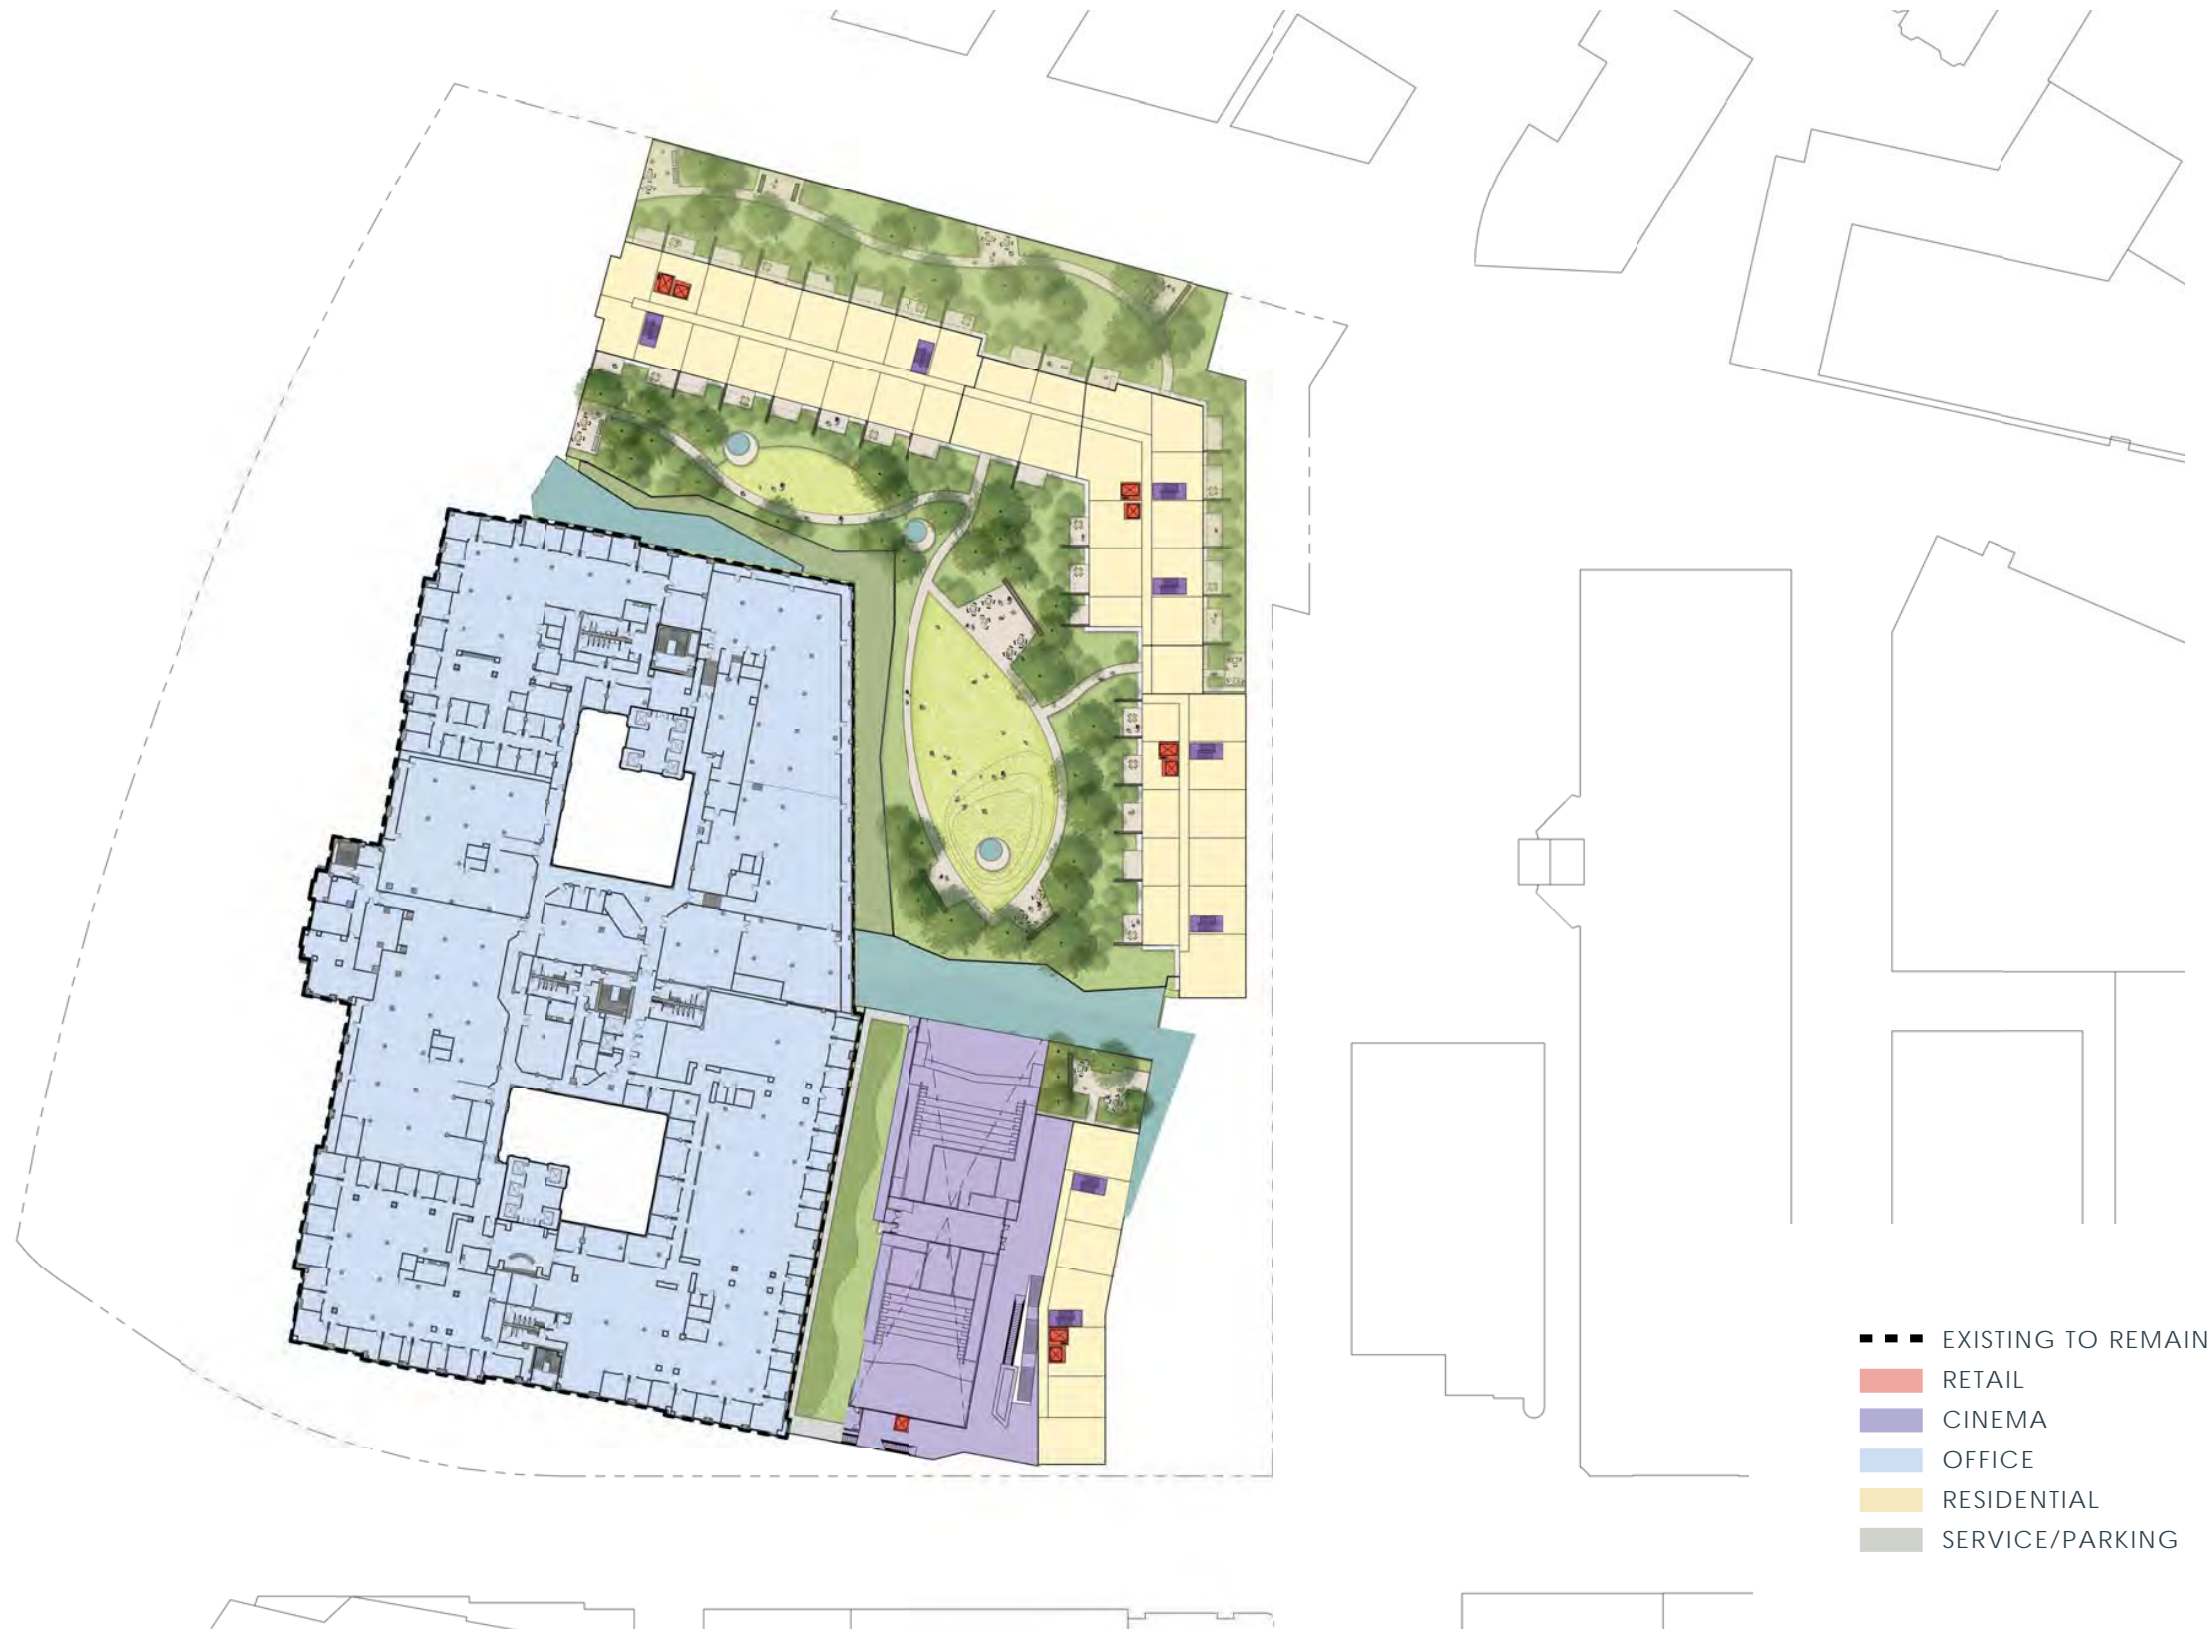 EXISTING TO REMAIN
RETAIL
CINEMA
OFFICE
RESIDENTIAL
SERVICE/PARKING